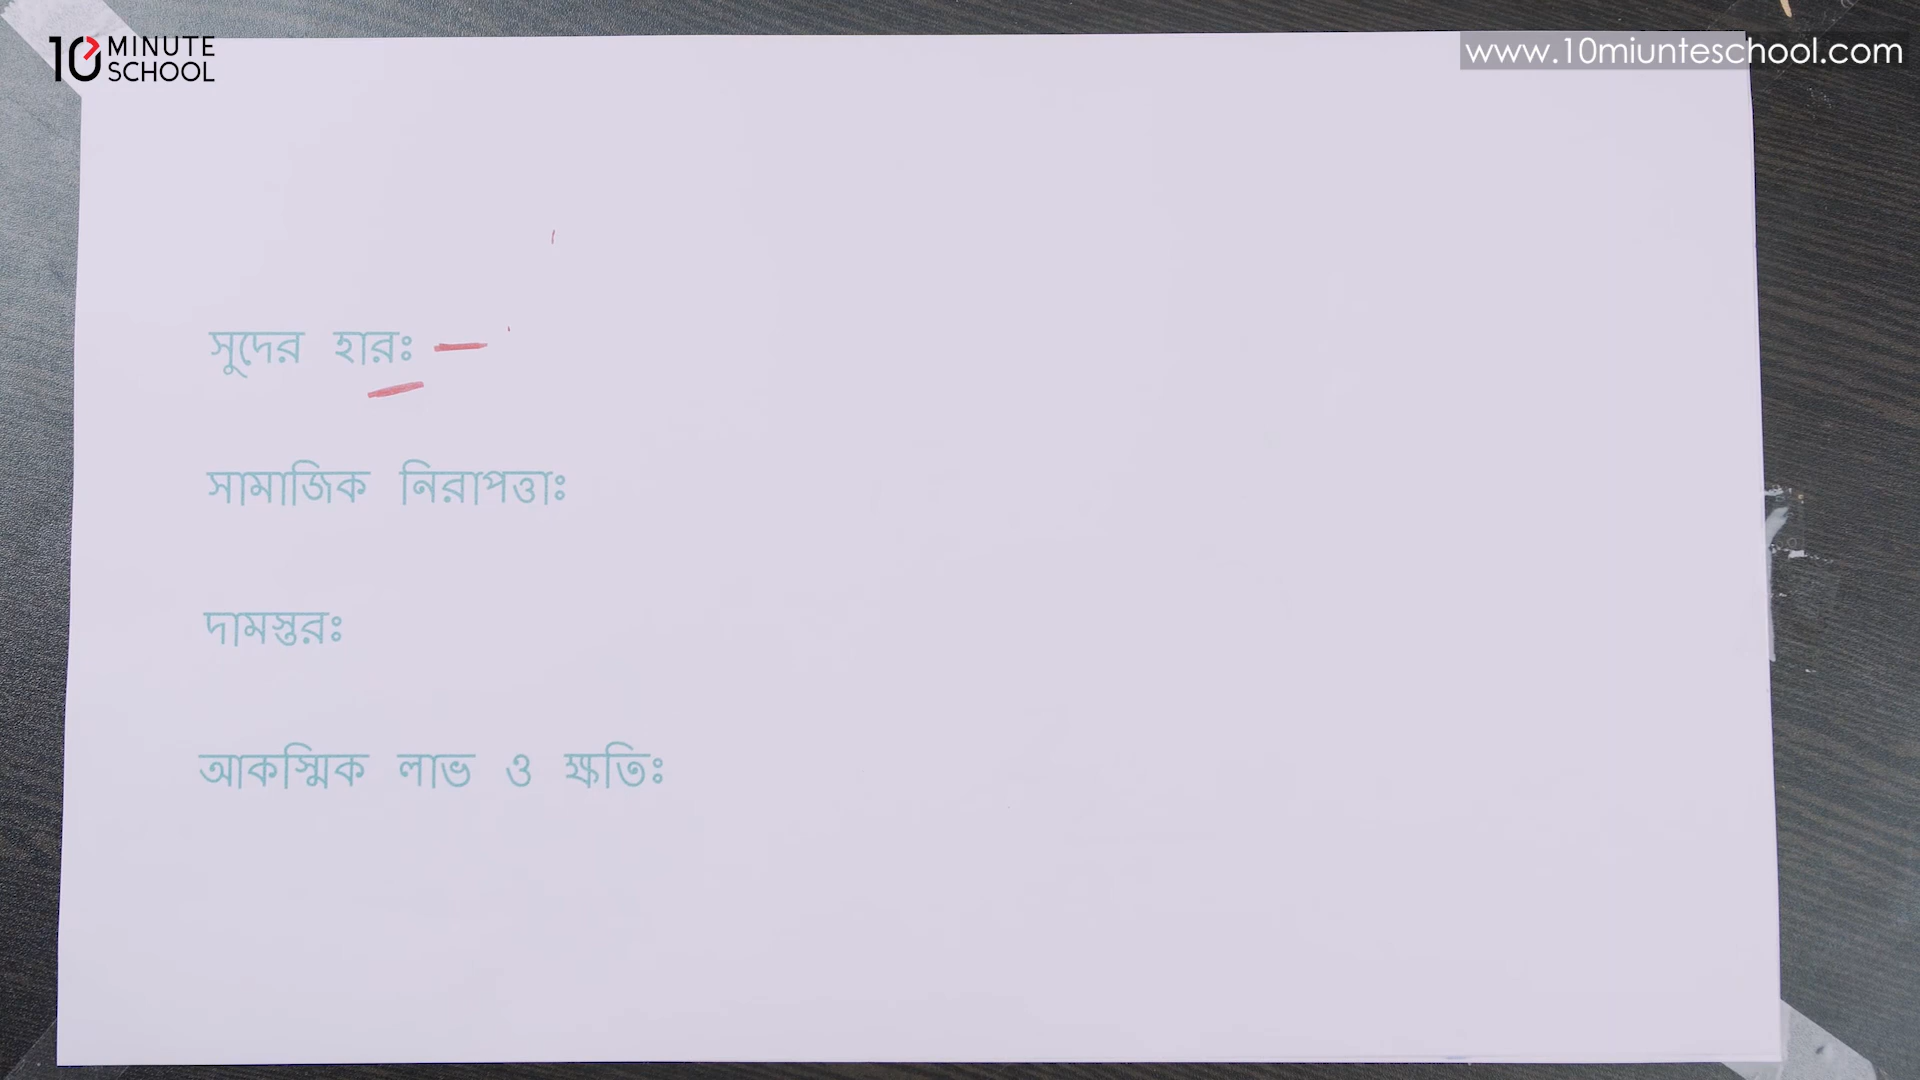 10 MINUTE
SCHOOL
www.10miunteschool.com
সুদের হারঃ —
সামাজিক নিরাপত্তাঃ
দামস্তরঃ
আকস্মিক লাভ ও ক্ষতিঃ